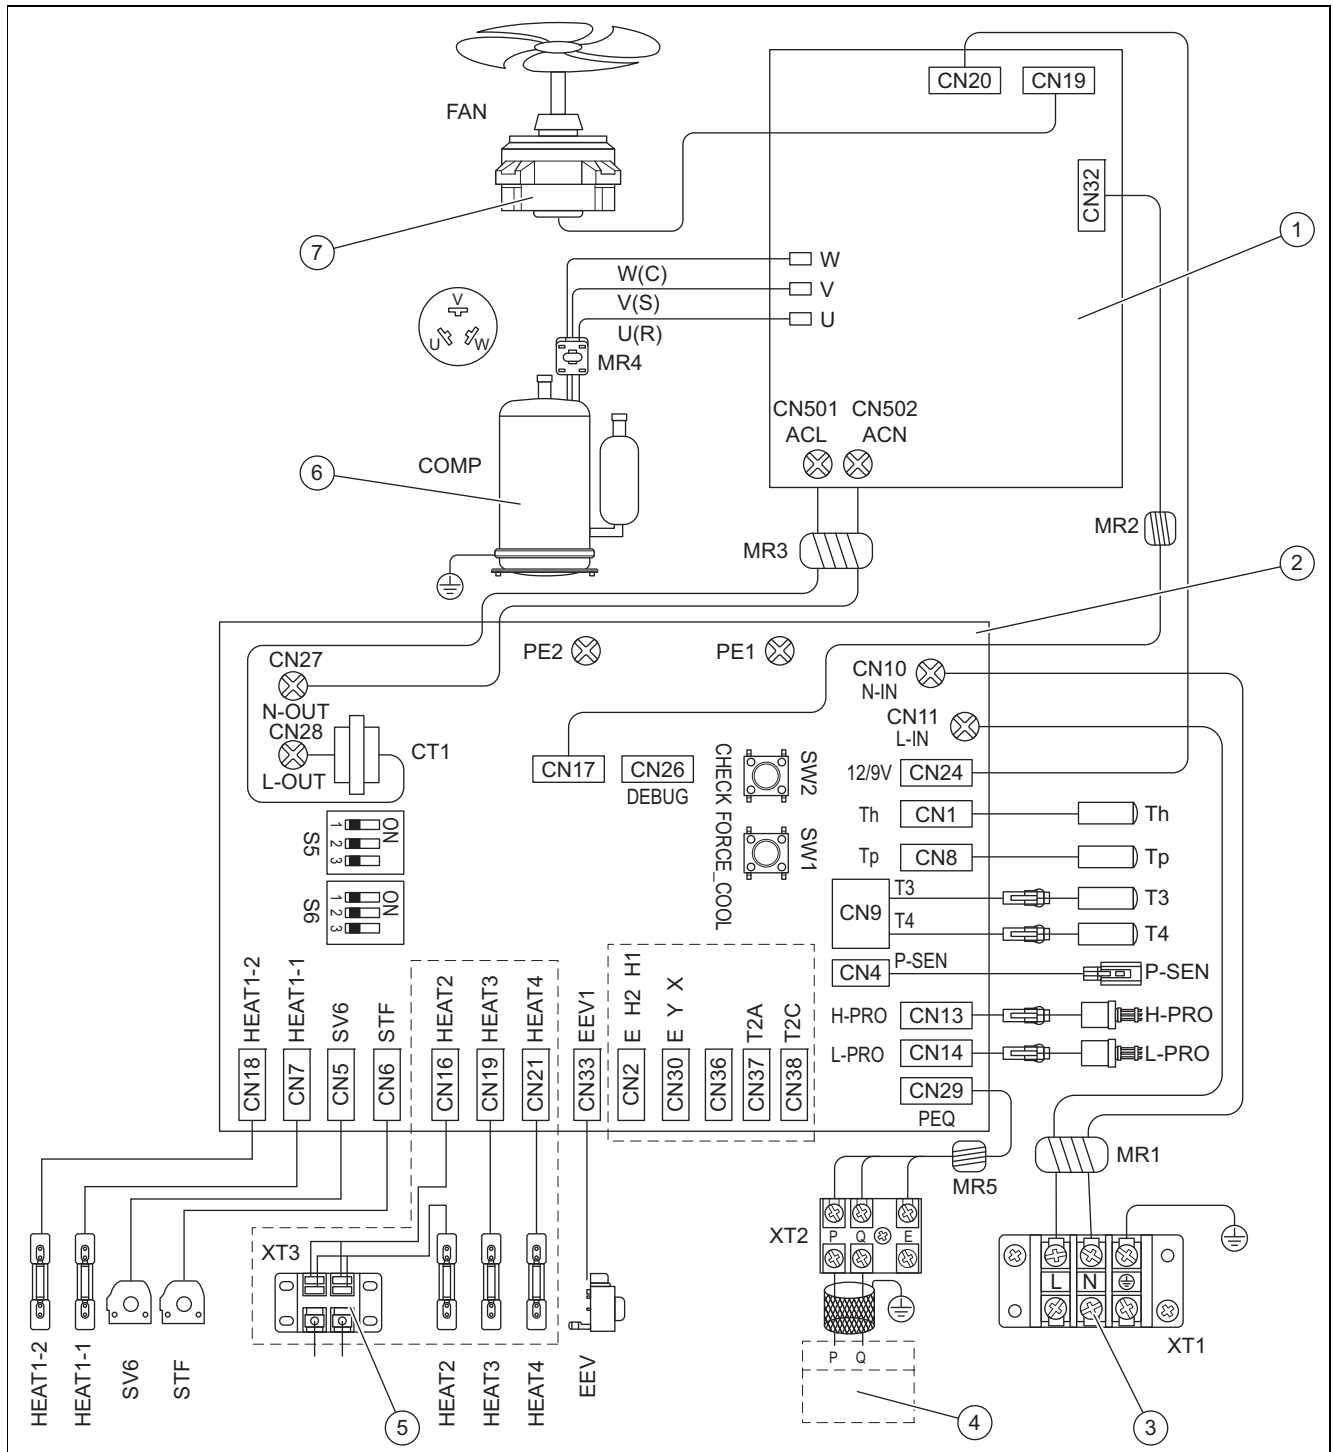 CN20
CN19
FAN
CN32
7
1
W
W(C)
V
V(S)
U
U(R)
V
U
W
MR4
CN501
CN502
ACL
ACN
COMP
6
MR2
MR3
2
PE2
PE1
CN27
CN10
N-IN
N-OUT
CN28
CN11
L-IN
CT1
L-OUT
CN17
CN26
DEBUG
CHECK FORCE_COOL
SW2
SW1
12/9V
CN24
Th
CN1
Th
Tp
CN8
Tp
S5
ON
1
2
3
S6
ON
1
2
3
CN9
T3
T3
T4
T4
CN4
P-SEN
P-SEN
H-PRO
CN13
H-PRO
L-PRO
CN14
L-PRO
CN29
PEQ
CN18
HEAT1-2
CN7
HEAT1-1
CN5
SV6
CN6
STF
CN16
HEAT2
CN19
HEAT3
CN21
HEAT4
CN33
EEV1
CN2
E H2 H1
CN30
E Y X
CN36
CN37
T2A
CN38
T2C
MR5
MR1
XT2
P
Q
E
XT3
L
N
XT1
P
Q
HEAT1-2
HEAT1-1
SV6
STF
5
HEAT2
HEAT3
HEAT4
EEV
4
3